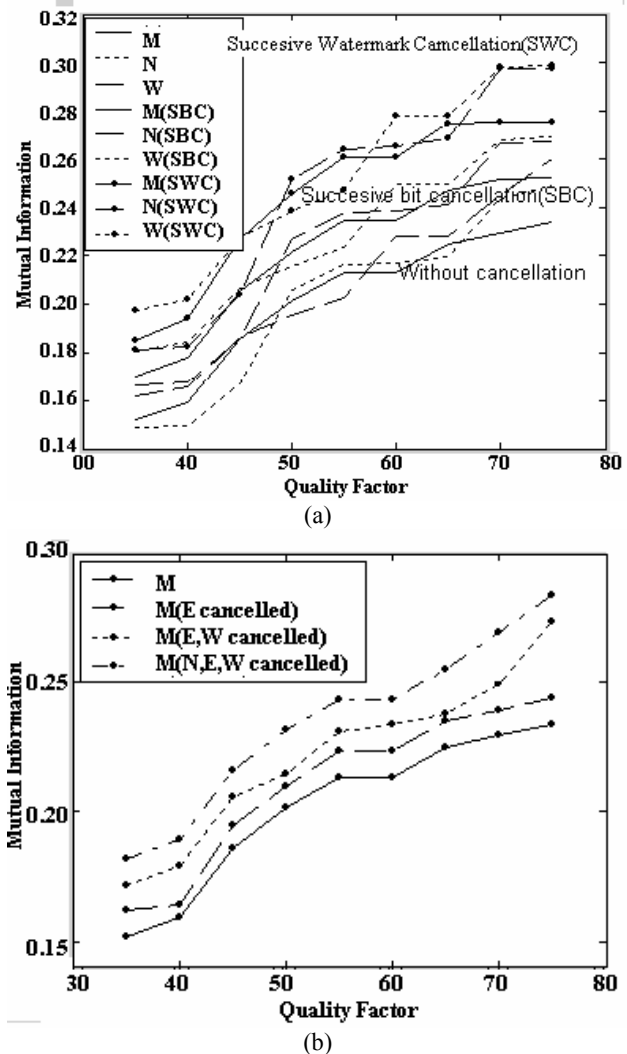 0.32
0.30
0.28
0.26
0.24
0.22
0.20
0.18
0.16
0.14
Mutual Information
M
N
W
M(SBC)
N(SBC)
W(SBC)
M(SWC)
N(SWC)
W(SWC)
Succesive Watermark Camcellation(SWC)
Succesive bit cancellation(SBC)
Without cancellation
00 40 50 60 70 80
Quality Factor
(a)
0.30
0.25
0.20
0.15
Mutual Information
M
M(E cancelled)
M(E,W cancelled)
M(N,E,W cancelled)
30 40 50 60 70 80
Quality Factor
(b)